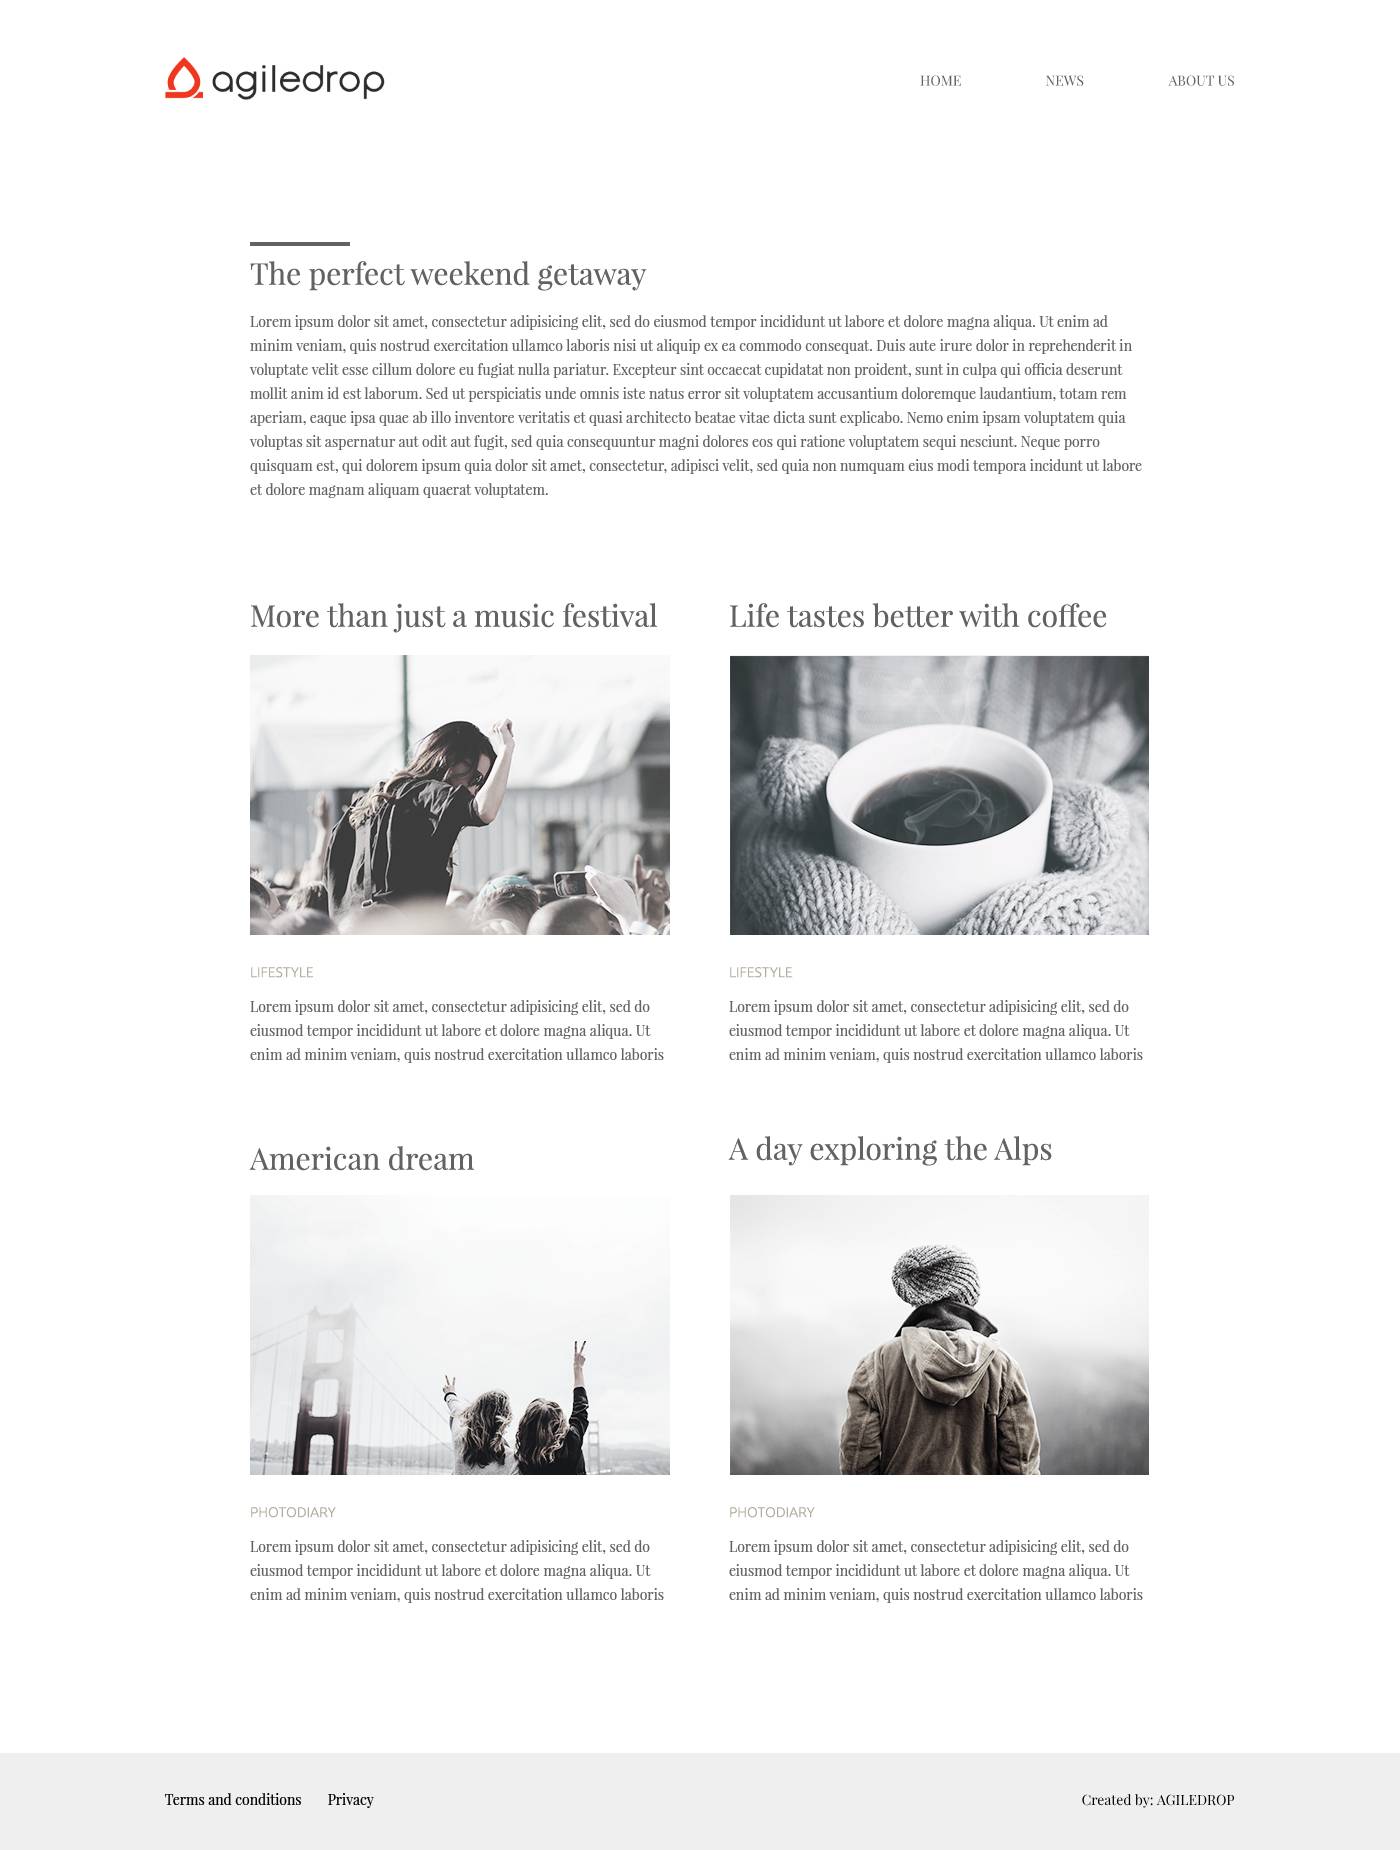 agiledrop
HOME
NEWS
ABOUT US
The perfect weekend getaway
Lorem ipsum dolor sit amet, consectetur adipisicing elit, sed do eiusmod tempor incididunt ut labore et dolore magna aliqua. Ut enim ad
minim veniam, quis nostrud exercitation ullamco laboris nisi ut aliquip ex ea commodo consequat. Duis aute irure dolor in reprehenderit in
voluptate velit esse cillum dolore eu fugiat nulla pariatur. Excepteur sint occaecat cupidatat non proident, sunt in culpa qui officia deserunt
mollit anim id est laborum. Sed ut perspiciatis unde omnis iste natus error sit voluptatem accusantium doloremque laudantium, totam rem
aperiam, eaque ipsa quae ab illo inventore veritatis et quasi architecto beatae vitae dicta sunt explicabo. Nemo enim ipsam voluptatem quia
voluptas sit aspernatur aut odit aut fugit, sed quia consequuntur magni dolores eos qui ratione voluptatem sequi nesciunt. Neque porro
quisquam est, qui dolorem ipsum quia dolor sit amet, consectetur, adipisci velit, sed quia non numquam eius modi tempora incidunt ut labore
et dolore magnam aliquam quaerat voluptatem.
More than just a music festival
LIFESTYLE
Lorem ipsum dolor sit amet, consectetur adipisicing elit, sed do
eiusmod tempor incididunt ut labore et dolore magna aliqua. Ut
enim ad minim veniam, quis nostrud exercitation ullamco laboris
Life tastes better with coffee
LIFESTYLE
Lorem ipsum dolor sit amet, consectetur adipisicing elit, sed do
eiusmod tempor incididunt ut labore et dolore magna aliqua. Ut
enim ad minim veniam, quis nostrud exercitation ullamco laboris
American dream
PHOTODIARY
Lorem ipsum dolor sit amet, consectetur adipisicing elit, sed do
eiusmod tempor incididunt ut labore et dolore magna aliqua. Ut
enim ad minim veniam, quis nostrud exercitation ullamco laboris
A day exploring the Alps
PHOTODIARY
Lorem ipsum dolor sit amet, consectetur adipisicing elit, sed do
eiusmod tempor incididunt ut labore et dolore magna aliqua. Ut
enim ad minim veniam, quis nostrud exercitation ullamco laboris
Terms and conditions
Privacy
Created by: AGILEDROP